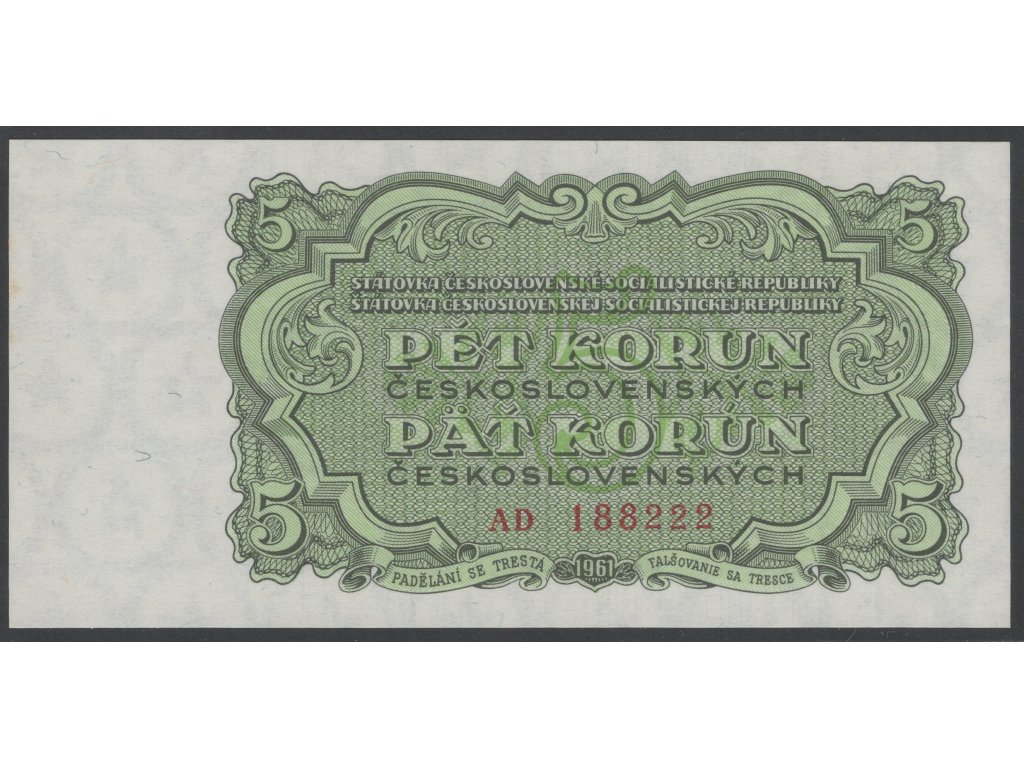 5 5
STÁTOVKA ČESKOSLOVENSKÉ SOCIALISTICKÉ REPUBLIKY
ŠTÁTOVKA ČESKOSLOVENSKEJ SOCIALISTICKEJ REPUBLIKY
PĚT KORUN
ČESKOSLOVENSKÝCH
PÄŤ KORÚN
ČESKOSLOVENSKÝCH
AD 188222
5 5
PADĚLÁNÍ SE TRESTÁ 1961 FALŠOVANIE SA TRESCE